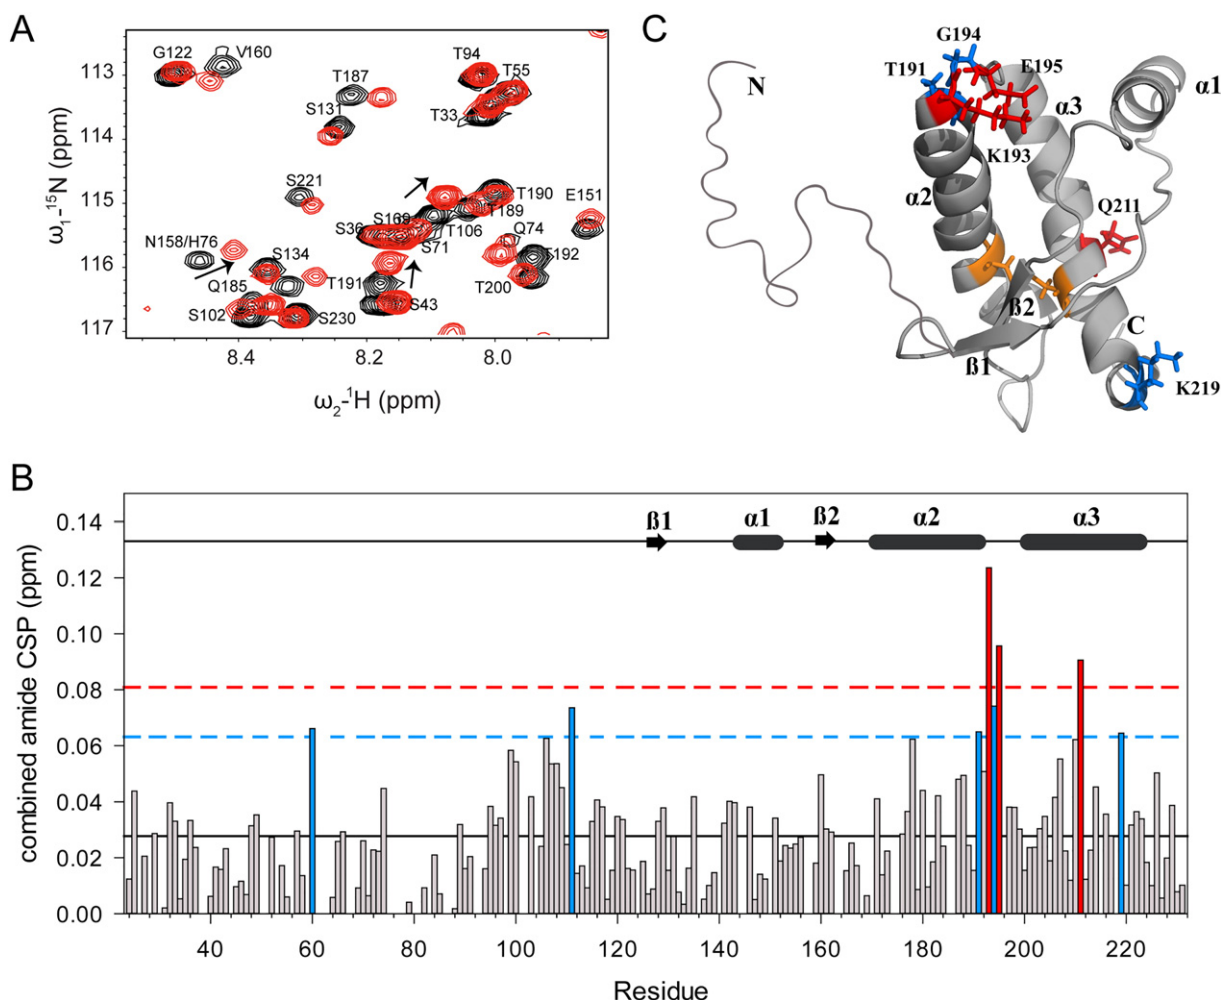 A
G122 V160
T94
T55
T187
S131
T33
S221
T190
E151
S169
T189
S36
T106
Q74
S71
N158/H76
S134
T192
T191
Q185
T200
S43
S102
S230
113
114
115
116
117
8.4 8.2 8.0
ω1-15N (ppm)
ω2-1H (ppm)
C
G194
T191
E195
N
α3
α1
K193
α2
Q211
ß2
C
ß1
K219
B
ß1 α1 ß2 α2 α3
0.14
0.12
0.10
0.08
0.06
0.04
0.02
0.00
combined amide CSP (ppm)
40 60 80 100 120 140 160 180 200 220
Residue